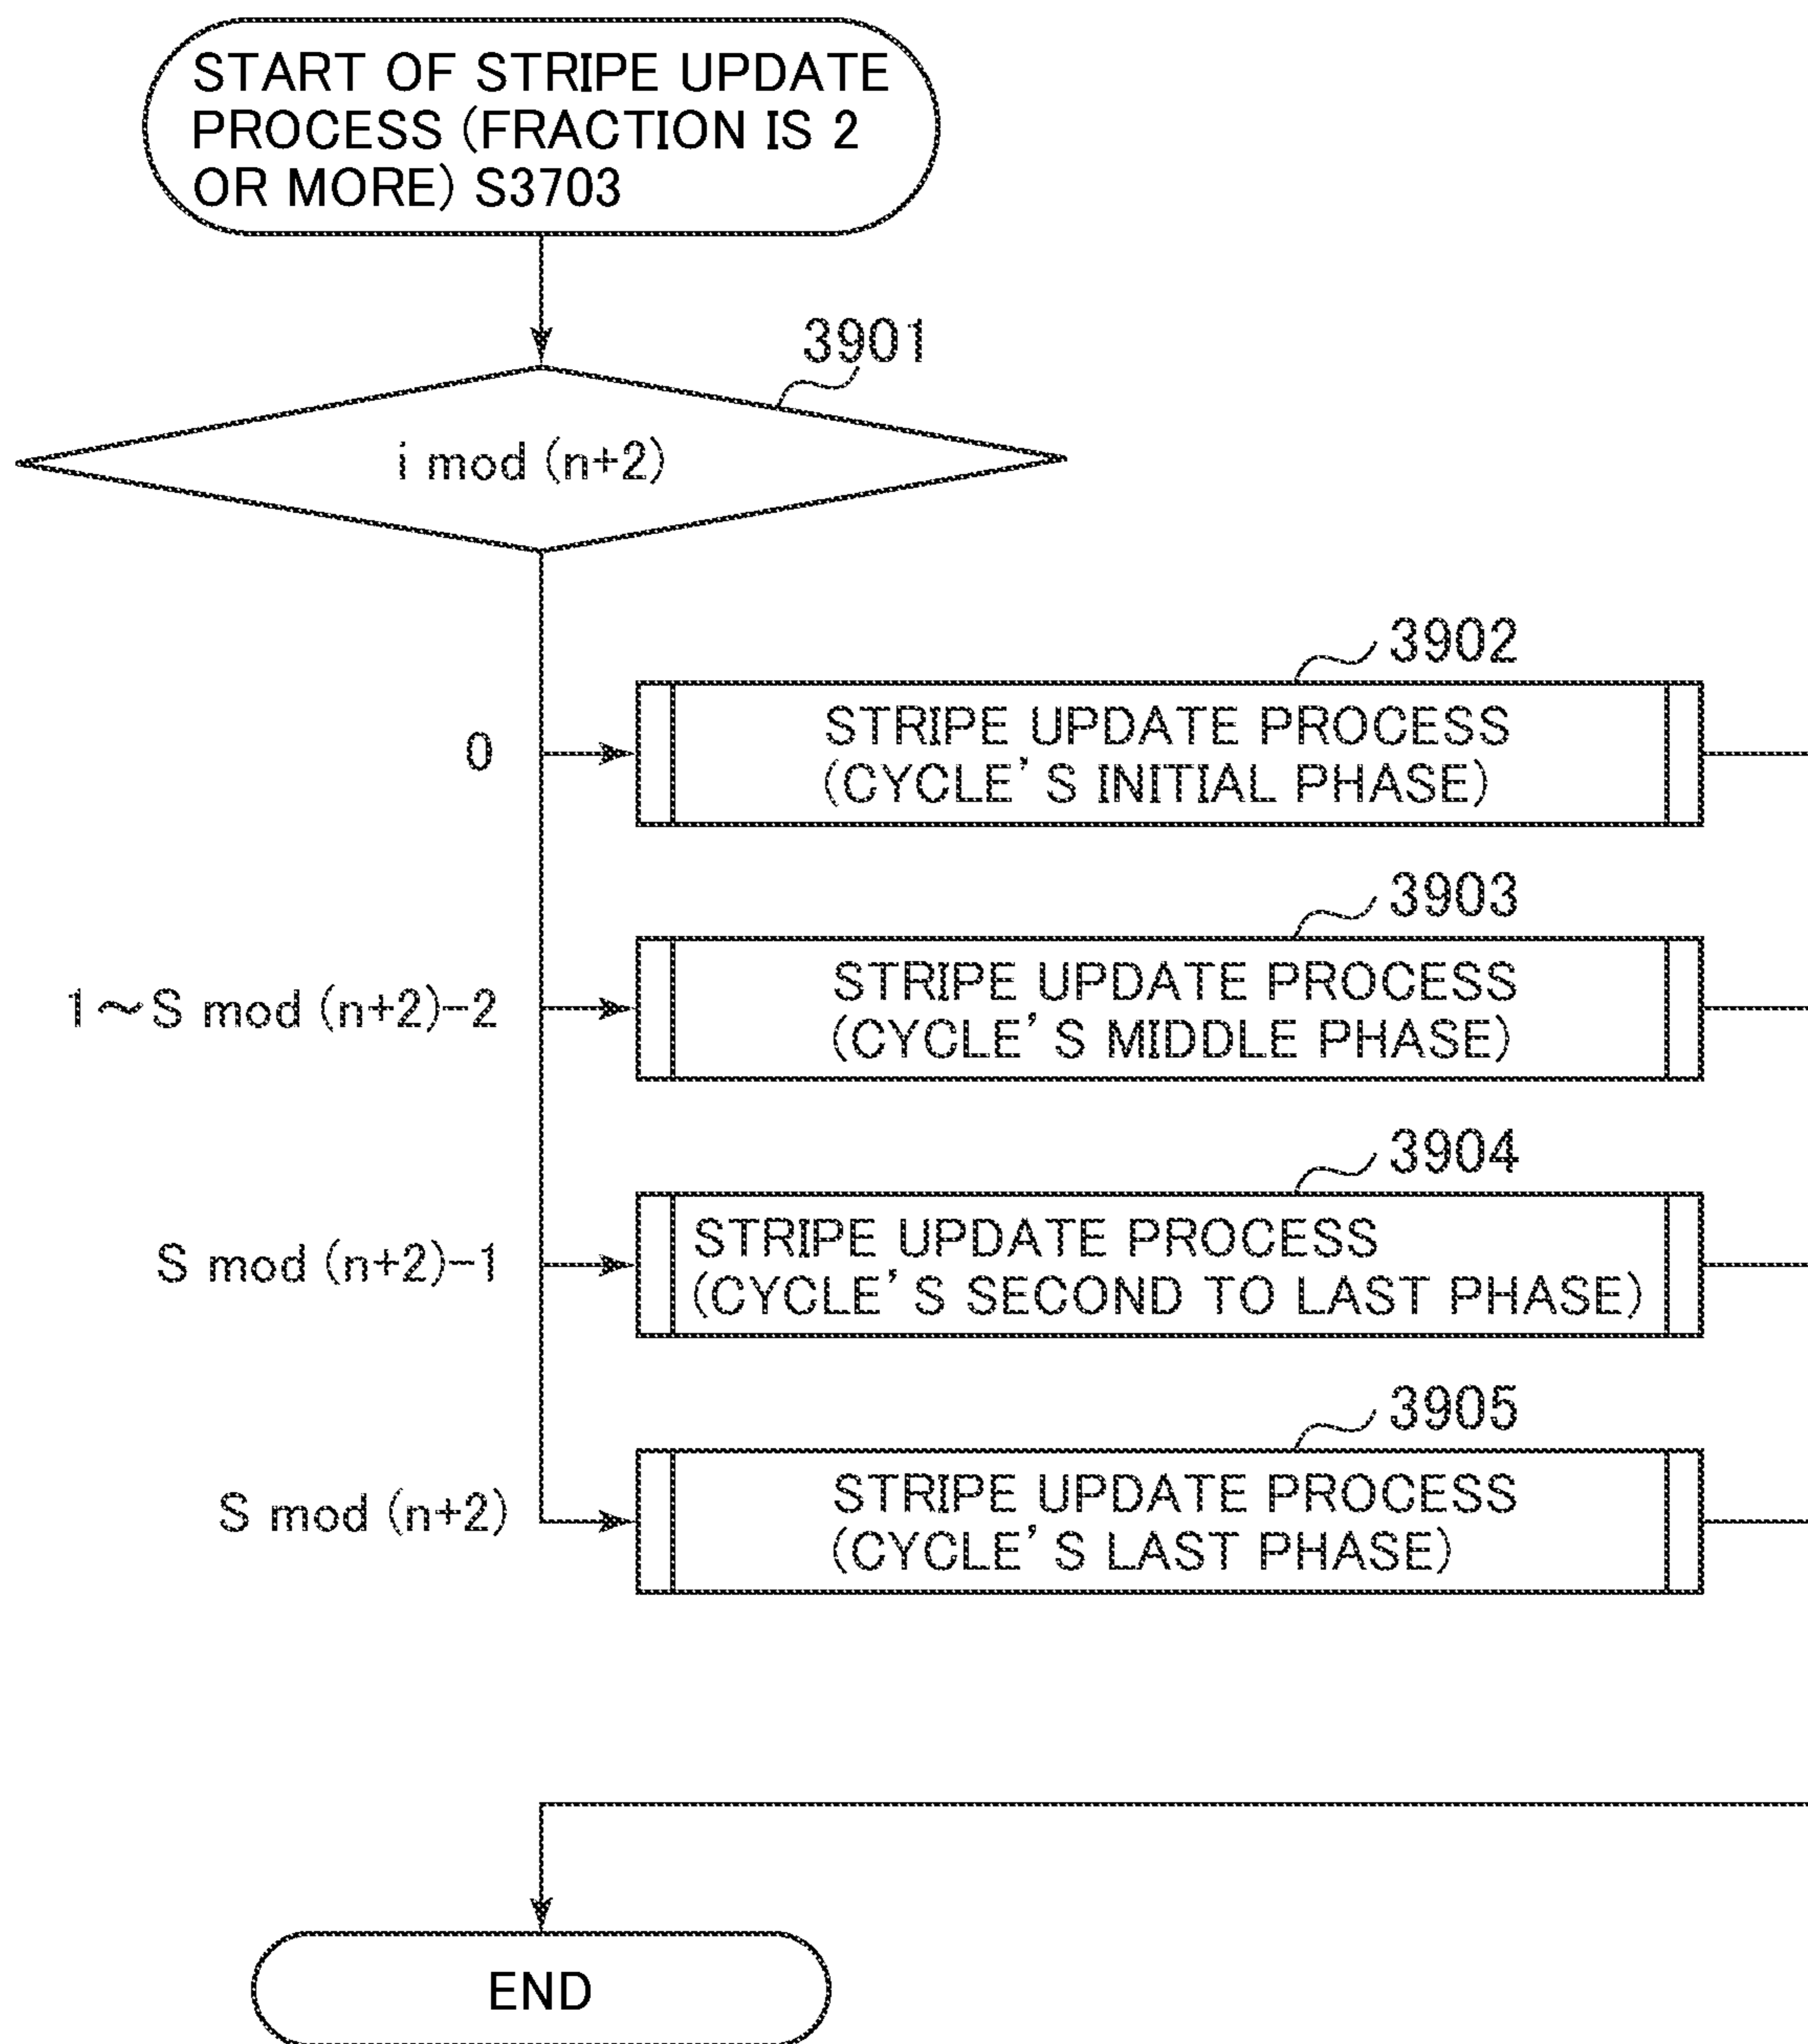 START OF STRIPE UPDATE
PROCESS (FRACTION IS 2
OR MORE) S3703
3901
i mod (n+2)
3902
0
STRIPE UPDATE PROCESS
(CYCLE'S INITIAL PHASE)
3903
1～S mod (n+2)-2
STRIPE UPDATE PROCESS
(CYCLE'S MIDDLE PHASE)
3904
S mod (n+2)-1
STRIPE UPDATE PROCESS
(CYCLE'S SECOND TO LAST PHASE)
3905
S mod (n+2)
STRIPE UPDATE PROCESS
(CYCLE'S LAST PHASE)
END